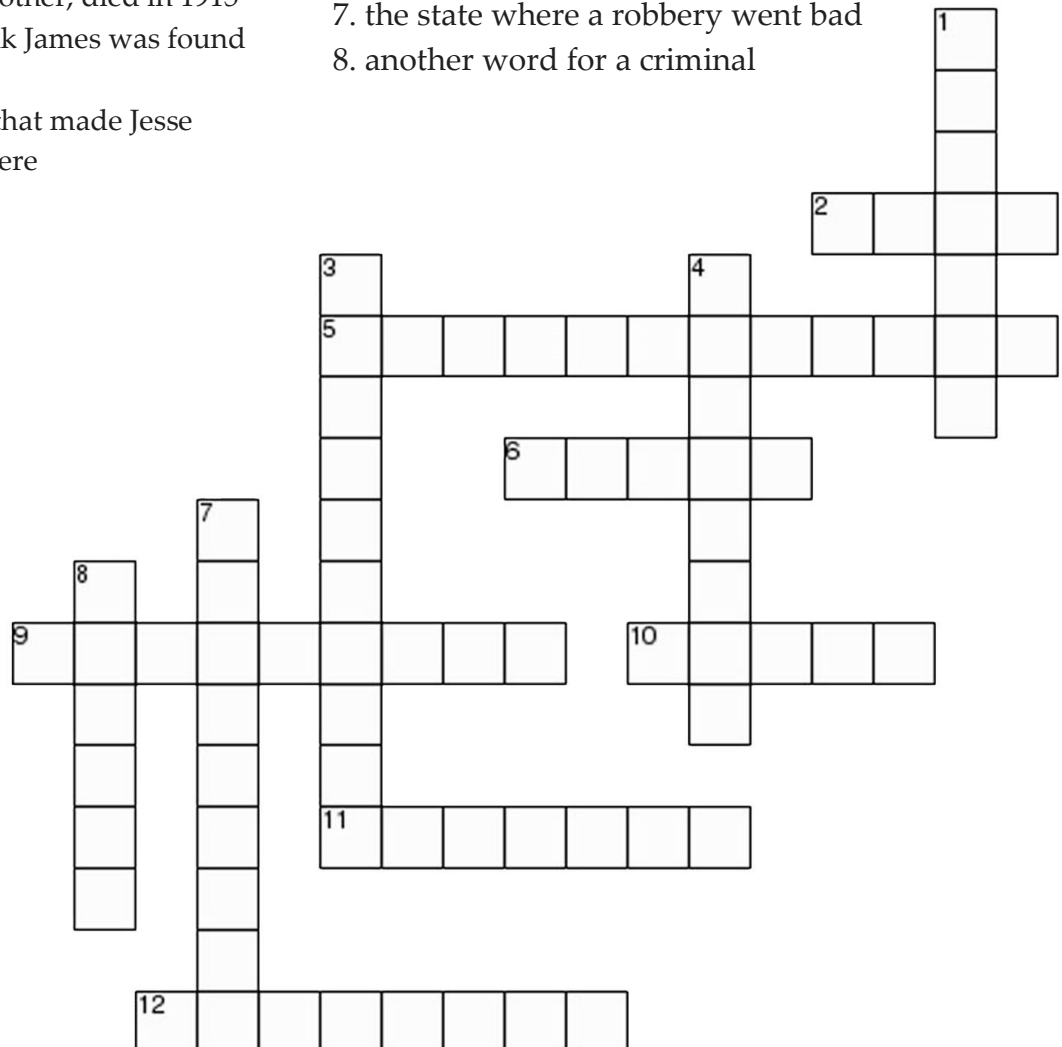 other, died in 1915
k James was found
that made Jesse
ere
7. the state where a robbery went bad
8. another word for a criminal
1
2
3
4
5
6
7
8
9
10
11
12